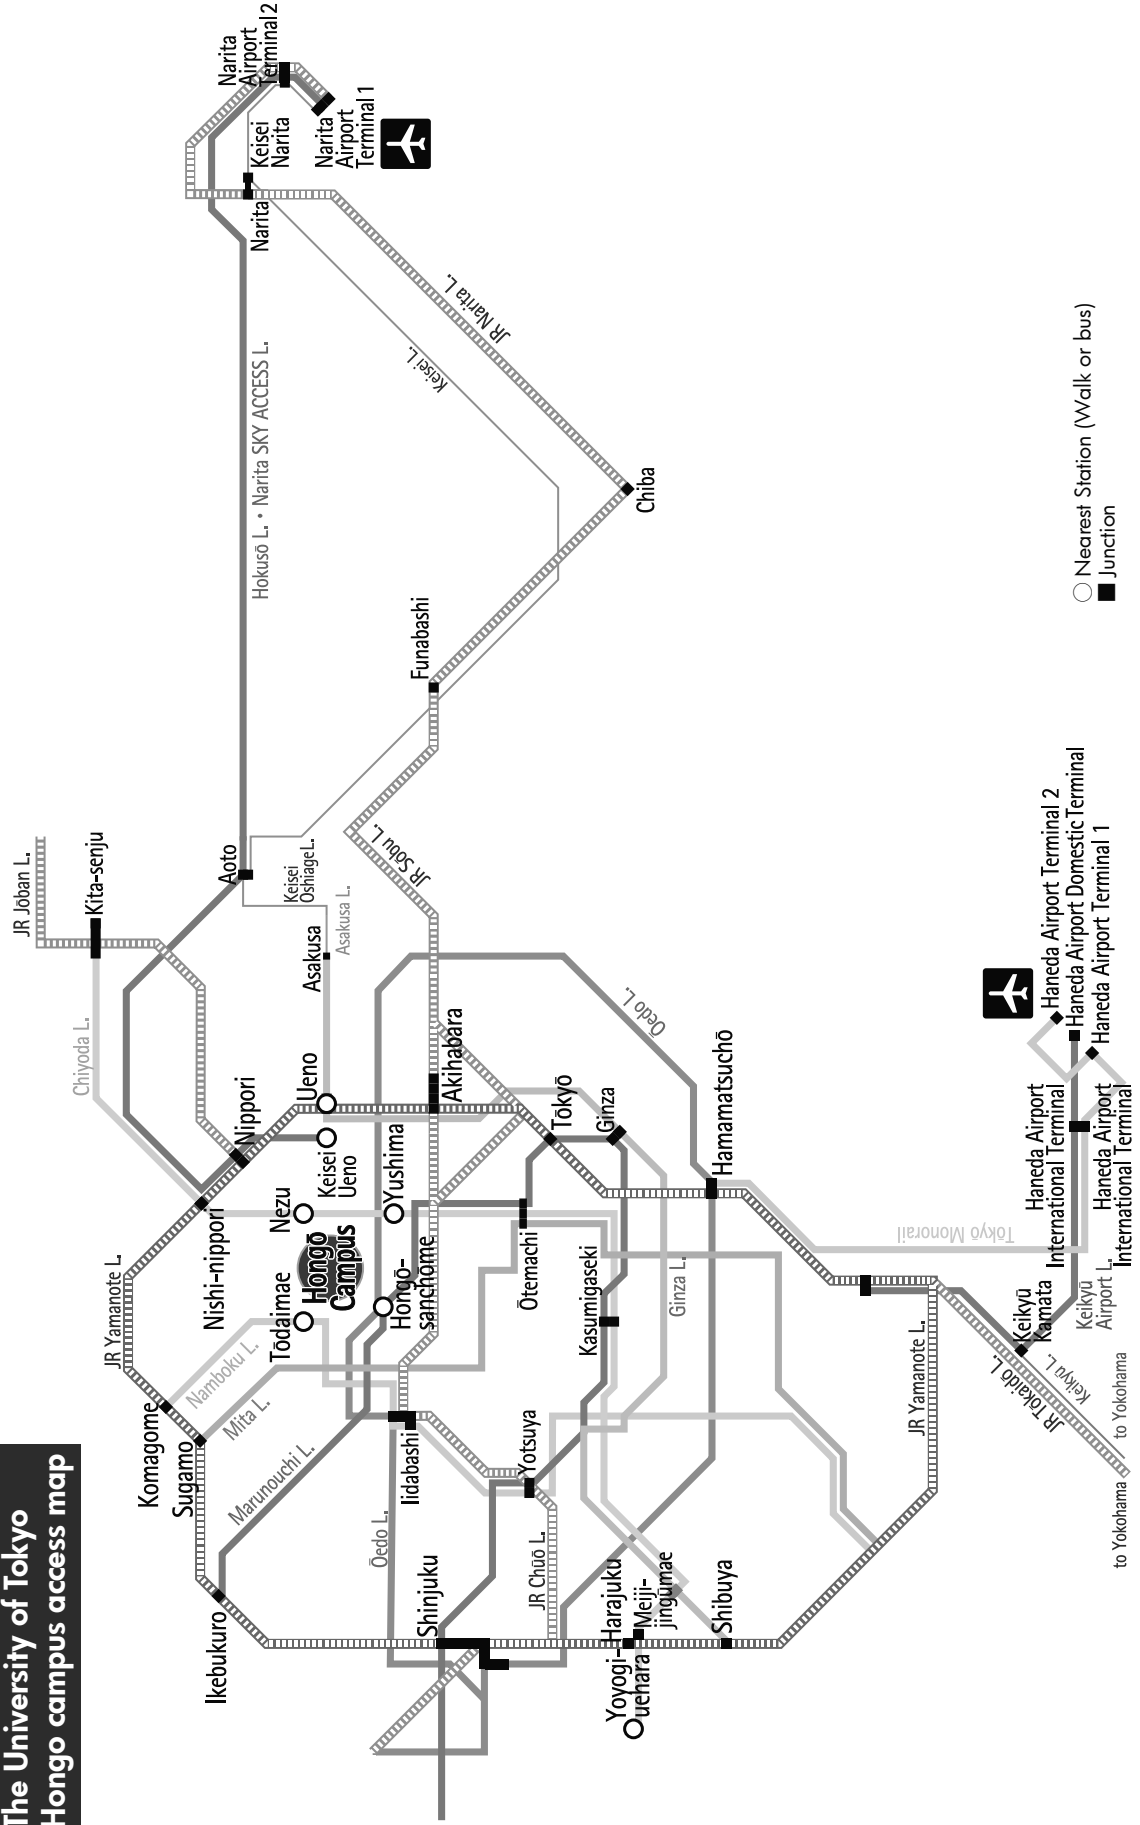 The University of Tokyo
Hongo campus access map
JR Jōban L.
Kita-senju
Chiyoda L.
JR Yamanote L.
Komagome
Sugamo
Namboku L.
Mita L.
Marunouchi L.
Ikebukuro
Nishi-nippori
Nippori
Aoto
Hokusō L. • Narita SKY ACCESS L.
Narita
Keisei
Narita
Narita
Airport
Terminal2
Narita
Airport
Terminal 1
Keisei L.
JR Narita L.
Chiba
Funabashi
JR Sōbu L.
Keisei
Oshiage L.
Asakusa L.
Asakusa
Ueno
Keisei
Ueno
Nezu
Yushima
Hongō
Campus
Tōdaimae
Hongō-
sanchōme
Akihabara
Ōedo L.
Iidabashi
Ōedo L.
Shinjuku
Yotsuya
JR Chūō L.
Ōtemachi
Tōkyō
Ginza
Kasumigaseki
Ginza L.
Harajuku
Meiji-
jingūmae
Yoyogi-
uehara
Shibuya
Hamamatsuchō
Tōkyō Monorail
JR Yamanote L.
Keikyū
Kamata
Keikyū
Airport L.
JR Tōkaidō L.
Keikyū L.
to Yokohama
to Yokohama
Haneda Airport
International Terminal
Haneda Airport
International Terminal
Haneda Airport Terminal 2
Haneda Airport Domestic Terminal
Haneda Airport Terminal 1
Nearest Station (Walk or bus)
Junction